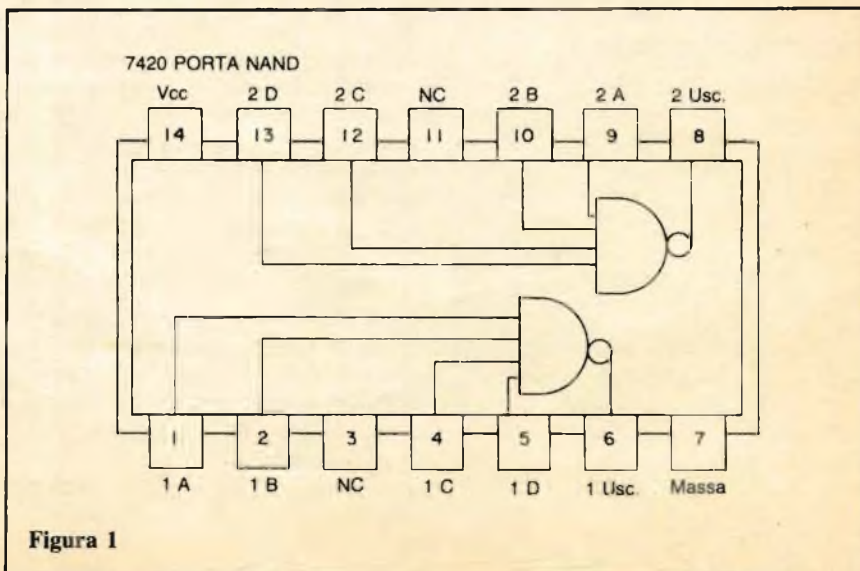 7420 PORTA NAND
Vcc 2 D 2 C NC 2 B 2 A 2 Usc.
14 13 12 11 10 9 8
1 2 3 4 5 6 7
1 A 1 B NC 1 C 1 D 1 Usc. Massa
Figura 1